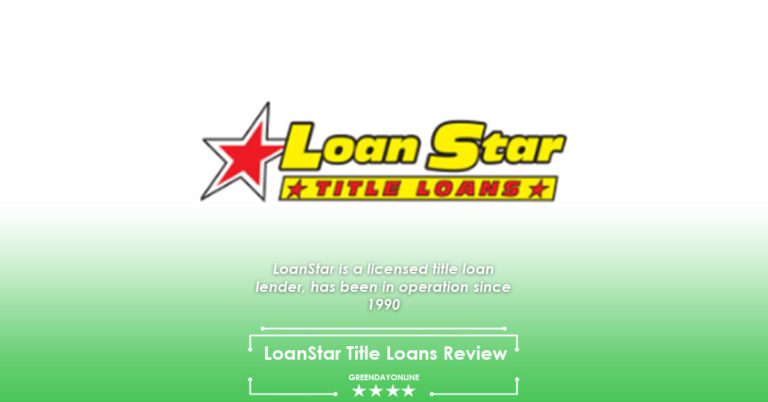 Loan Star
TITLE LOANS
LoanStar is a licensed title loan
lender, has been in operation since
1990
LoanStar Title Loans Review
GREENDAYONLINE